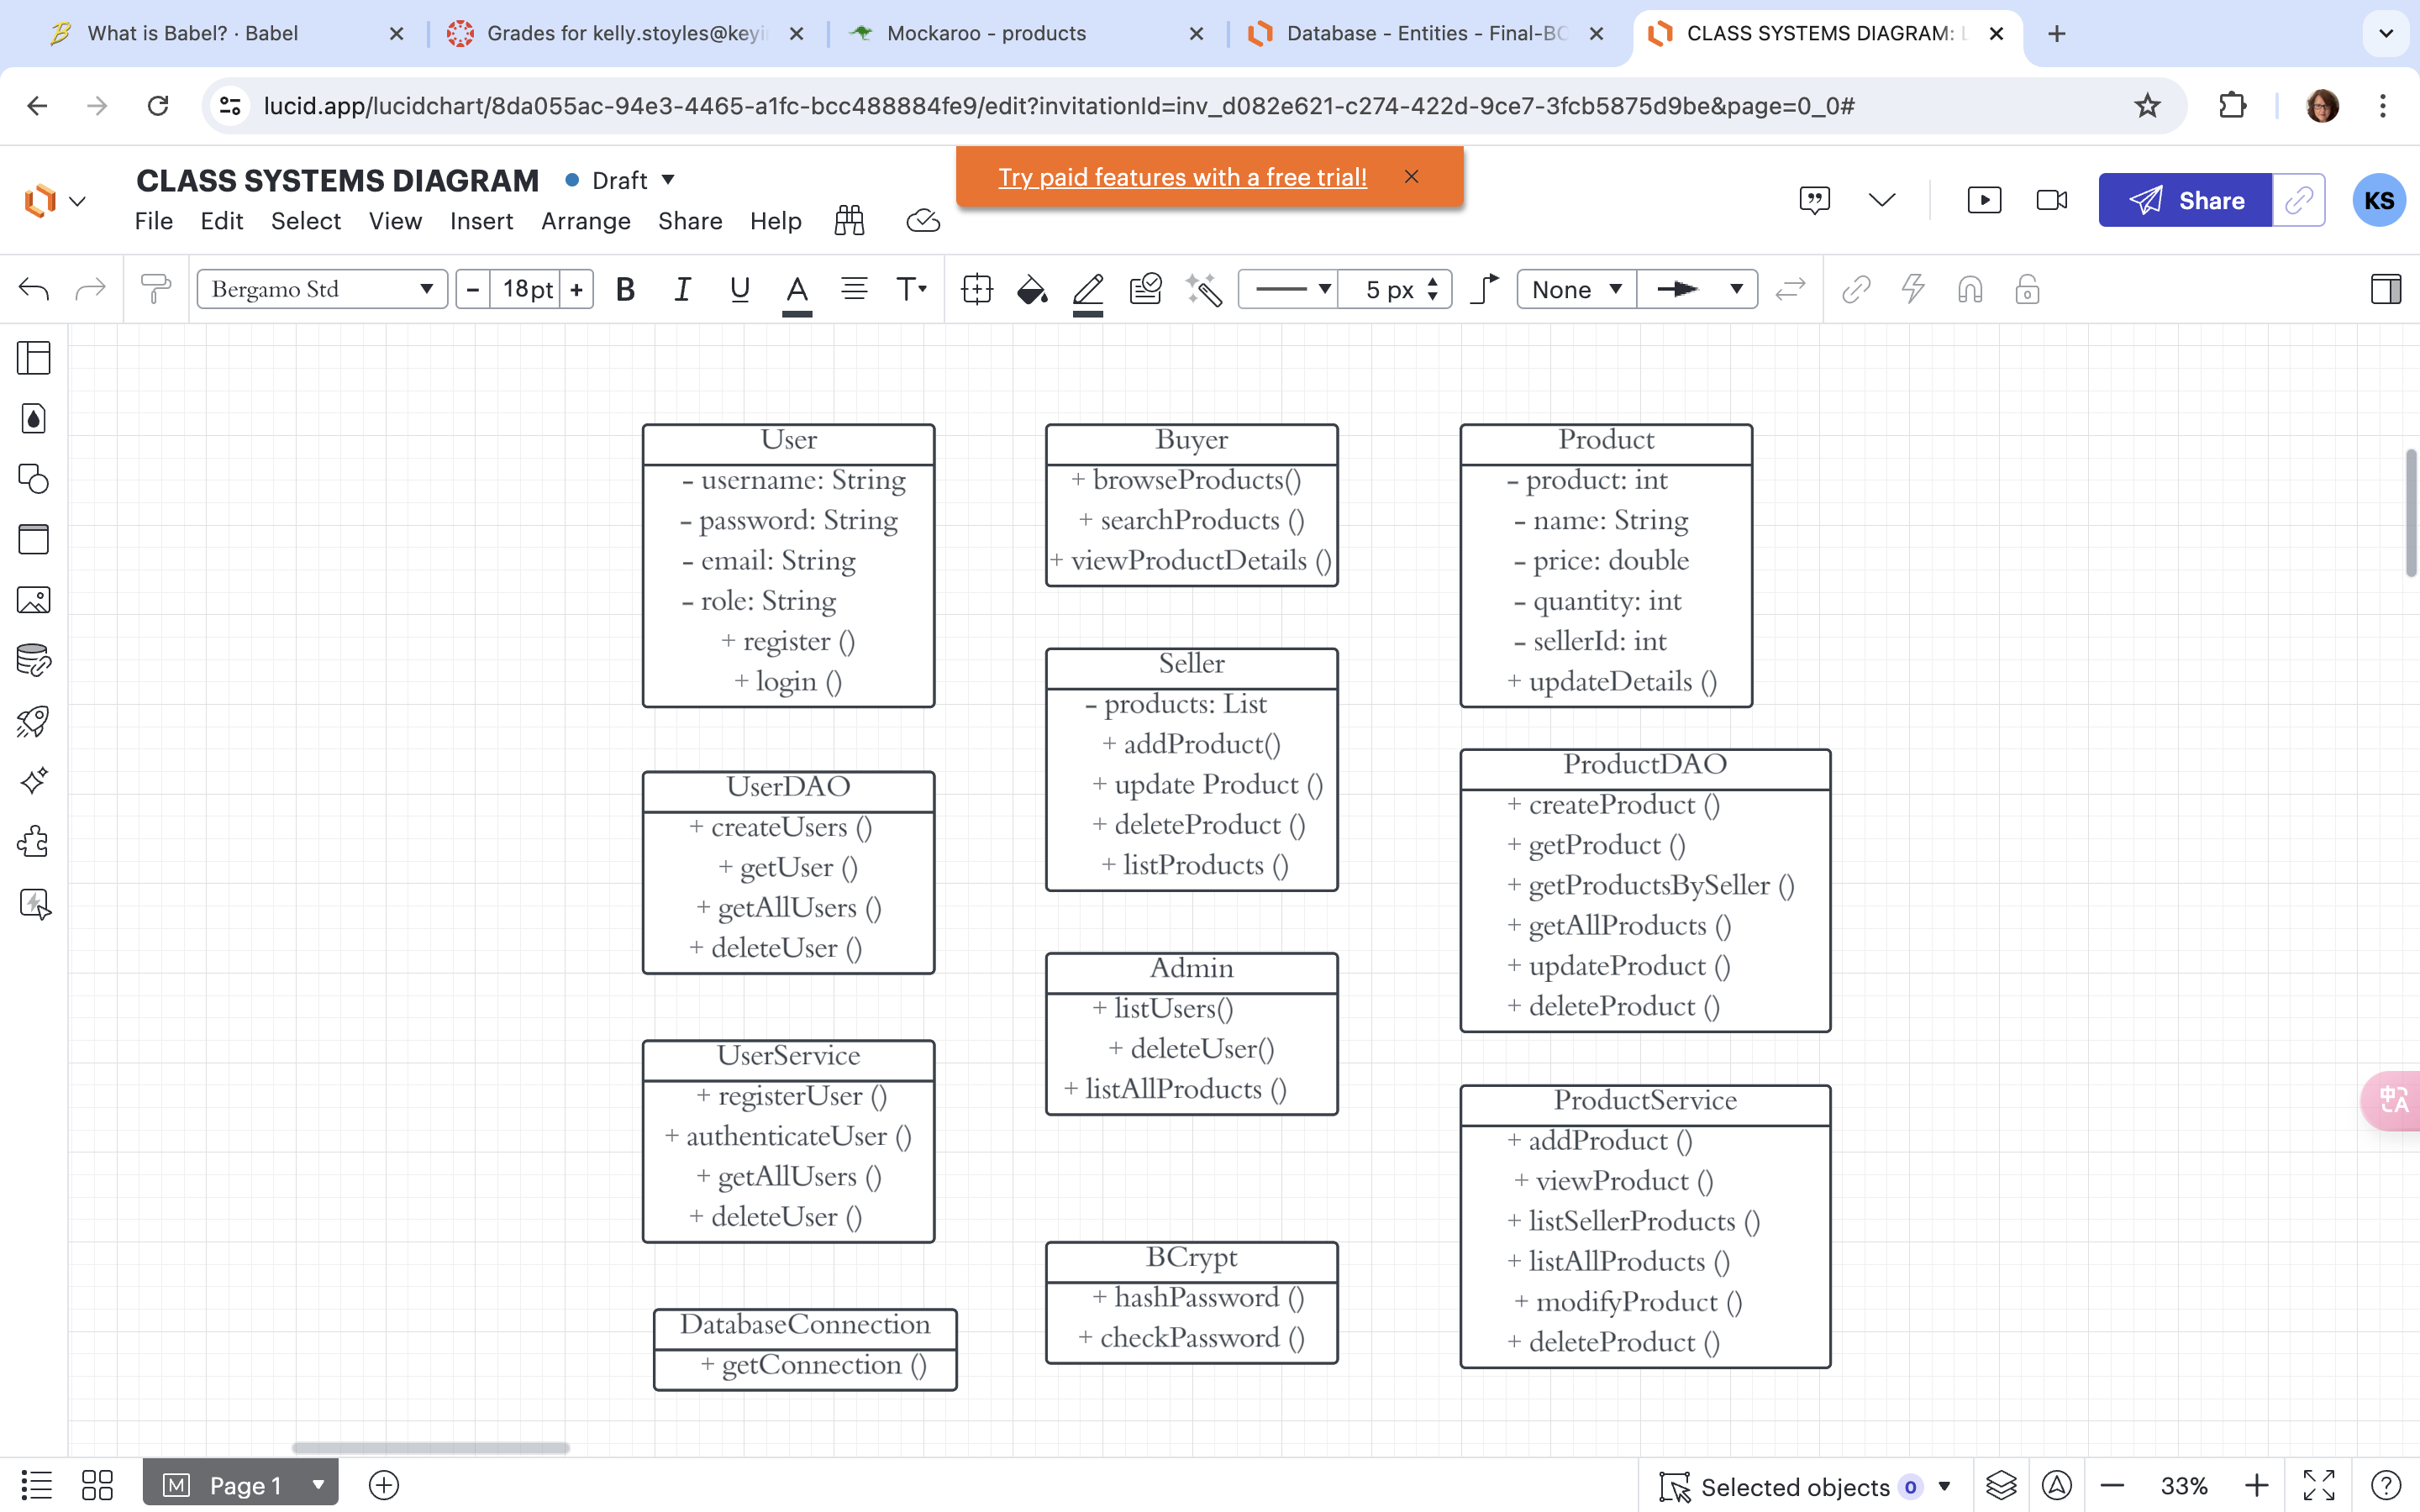 What is Babel? · Babel
Grades for kelly.stoyles@keyi
Mockaroo - products
Database - Entities - Final-BC
CLASS SYSTEMS DIAGRAM: L
lucid.app/lucidchart/8da055ac-94e3-4465-a1fc-bcc488884fe9/edit?invitationId=inv_d082e621-c274-422d-9ce7-3fcb5875d9be&page=0_0#
CLASS SYSTEMS DIAGRAM
Draft
Try paid features with a free trial!
File Edit Select View Insert Arrange Share Help
Share
KS
Bergamo Std
- 18 pt +
B I U A T
5 px
None
User
- username: String
- password: String
- email: String
- role: String
+ register ()
+ login ()
Buyer
+ browseProducts()
+ searchProducts ()
+ viewProductDetails ()
Product
- product: int
- name: String
- price: double
- quantity: int
- sellerId: int
+ updateDetails ()
Seller
- products: List
+ addProduct()
+ update Product ()
+ deleteProduct ()
+ listProducts ()
UserDAO
+ createUsers ()
+ getUser ()
+ getAllUsers ()
+ deleteUser ()
ProductDAO
+ createProduct ()
+ getProduct ()
+ getProductsBySeller ()
+ getAllProducts ()
+ updateProduct ()
+ deleteProduct ()
Admin
+ listUsers()
+ deleteUser()
+ listAllProducts ()
UserService
+ registerUser ()
+ authenticateUser ()
+ getAllUsers ()
+ deleteUser ()
ProductService
+ addProduct ()
+ viewProduct ()
+ listSellerProducts ()
+ listAllProducts ()
+ modifyProduct ()
+ deleteProduct ()
BCrypt
+ hashPassword ()
+ checkPassword ()
DatabaseConnection
+ getConnection ()
中A
M Page 1
Selected objects 0
33%